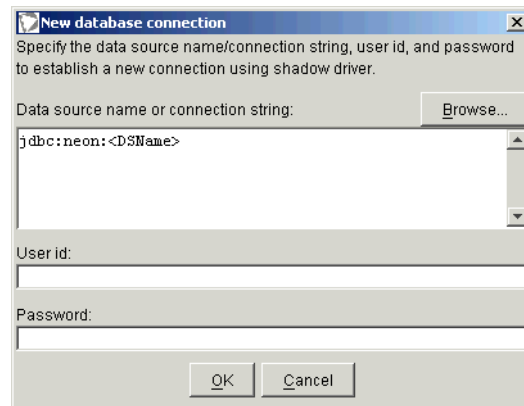 New database connection
Specify the data source name/connection string, user id, and password
to establish a new connection using shadow driver.
Data source name or connection string:
Browse...
jdbc:neon:<DSName>
User id:
Password:
OK
Cancel